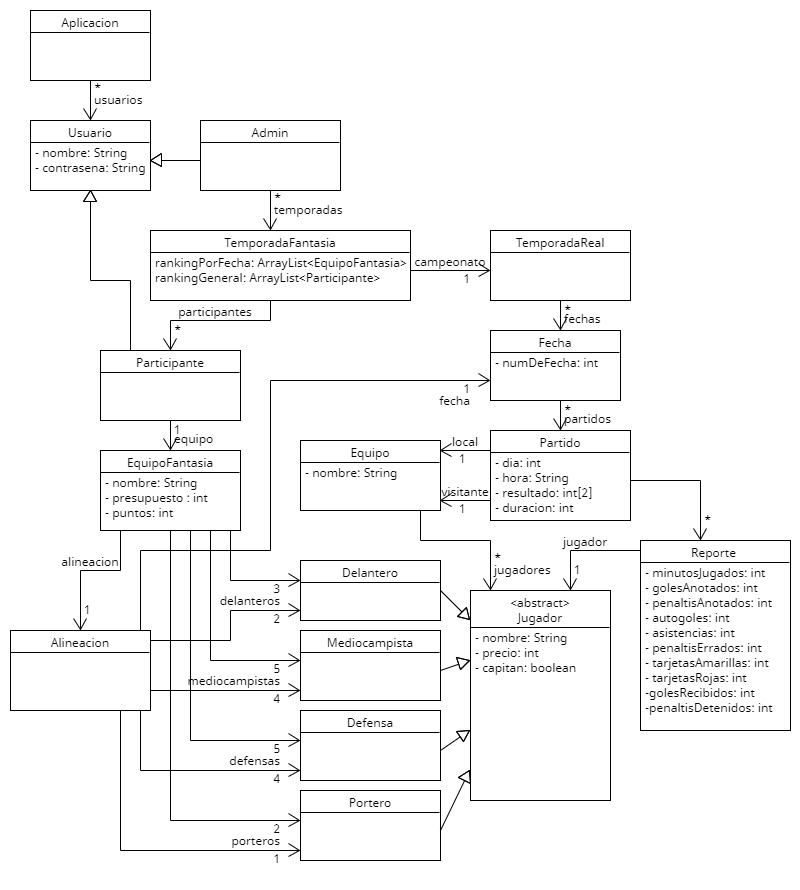 Aplicacion
*
usuarios
Usuario
- nombre: String
- contrasena: String
Admin
*
temporadas
TemporadaFantasia
rankingPorFecha: ArrayList<EquipoFantasia>
rankingGeneral: ArrayList<Participante>
campeonato
1
TemporadaReal
*
fechas
participantes
*
Fecha
- numDeFecha: int
Participante
1
fecha
*
partidos
1
equipo
EquipoFantasia
- nombre: String
- presupuesto : int
- puntos: int
Equipo
- nombre: String
local
1
visitante
1
Partido
- dia: int
- hora: String
- resultado: int[2]
- duracion: int
*
alineacion
1
*
jugadores
jugador
1
Reporte
- minutosJugados: int
- golesAnotados: int
- penaltisAnotados: int
- autogoles: int
- asistencias: int
- penaltisErrados: int
- tarjetasAmarillas: int
- tarjetasRojas: int
-golesRecibidos: int
-penaltisDetenidos: int
Delantero
3
delanteros
2
<abstract>
Jugador
- nombre: String
- precio: int
- capitan: boolean
Alineacion
Mediocampista
5
mediocampistas
4
Defensa
5
defensas
4
Portero
2
porteros
1